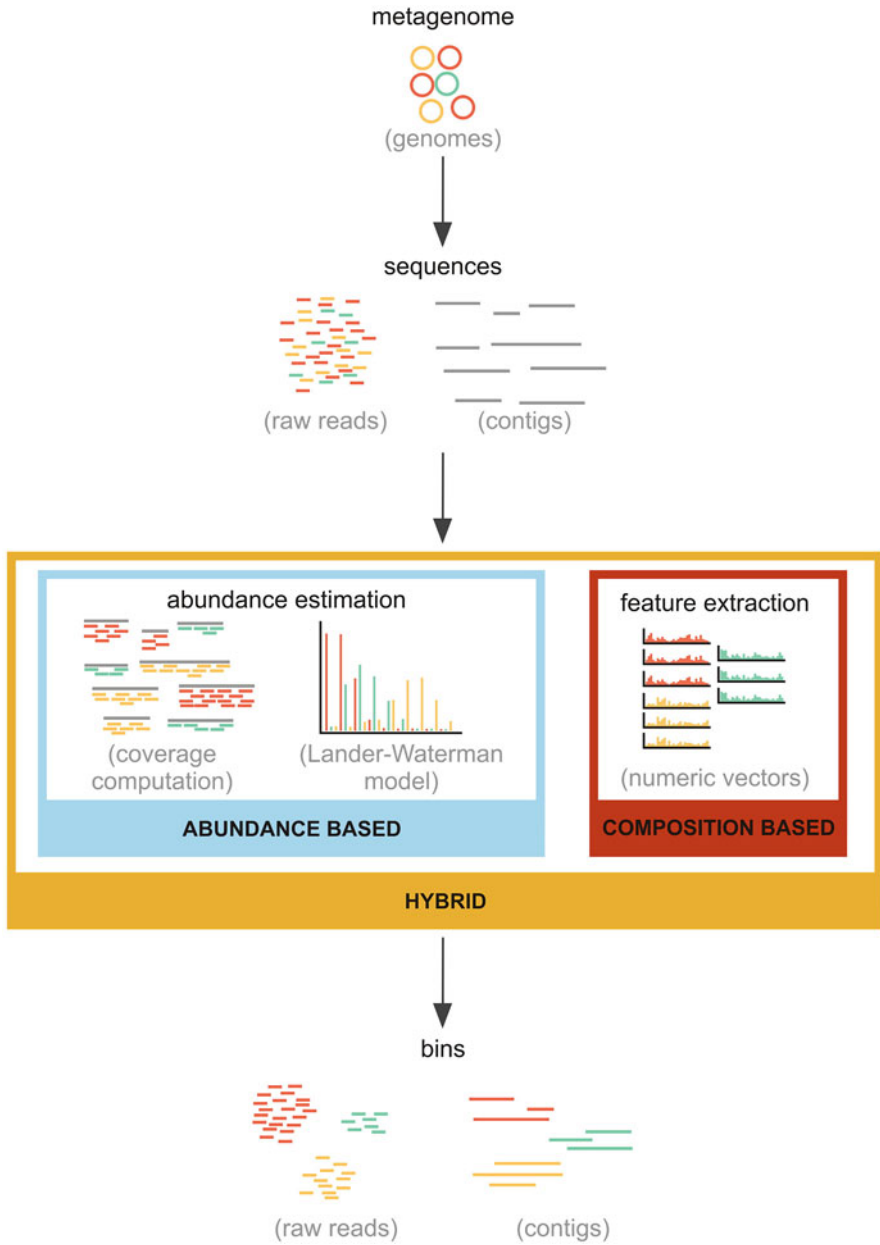 metagenome
(genomes)
sequences
(raw reads)
(contigs)
abundance estimation
(coverage
computation)
(Lander-Waterman
model)
ABUNDANCE BASED
feature extraction
(numeric vectors)
COMPOSITION BASED
HYBRID
bins
(raw reads)
(contigs)